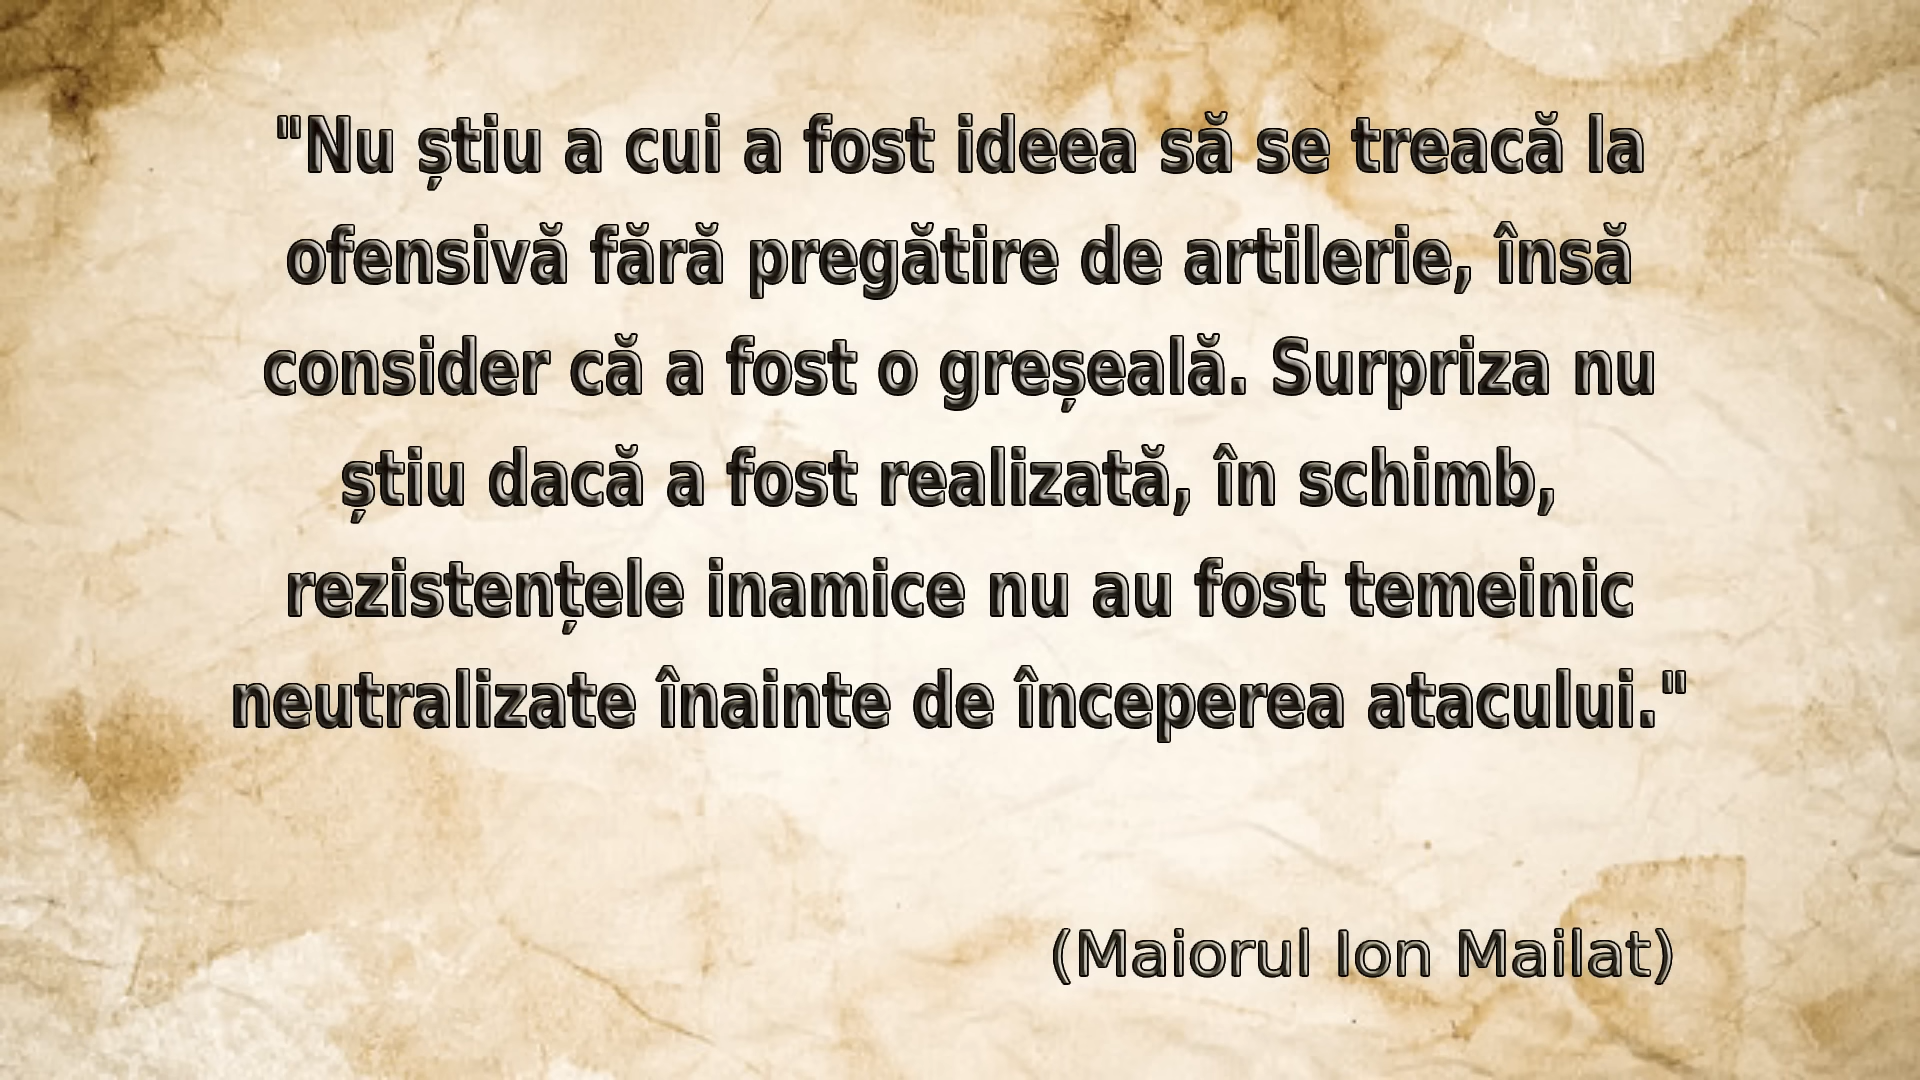 "Nu știu a cui a fost ideea să se treacă la
ofensivă fără pregătire de artilerie, însă
consider că a fost o greșeală. Surpriza nu
știu dacă a fost realizată, în schimb,
rezistențele inamice nu au fost temeinic
neutralizate înainte de începerea atacului."
(Maiorul Ion Mailat)